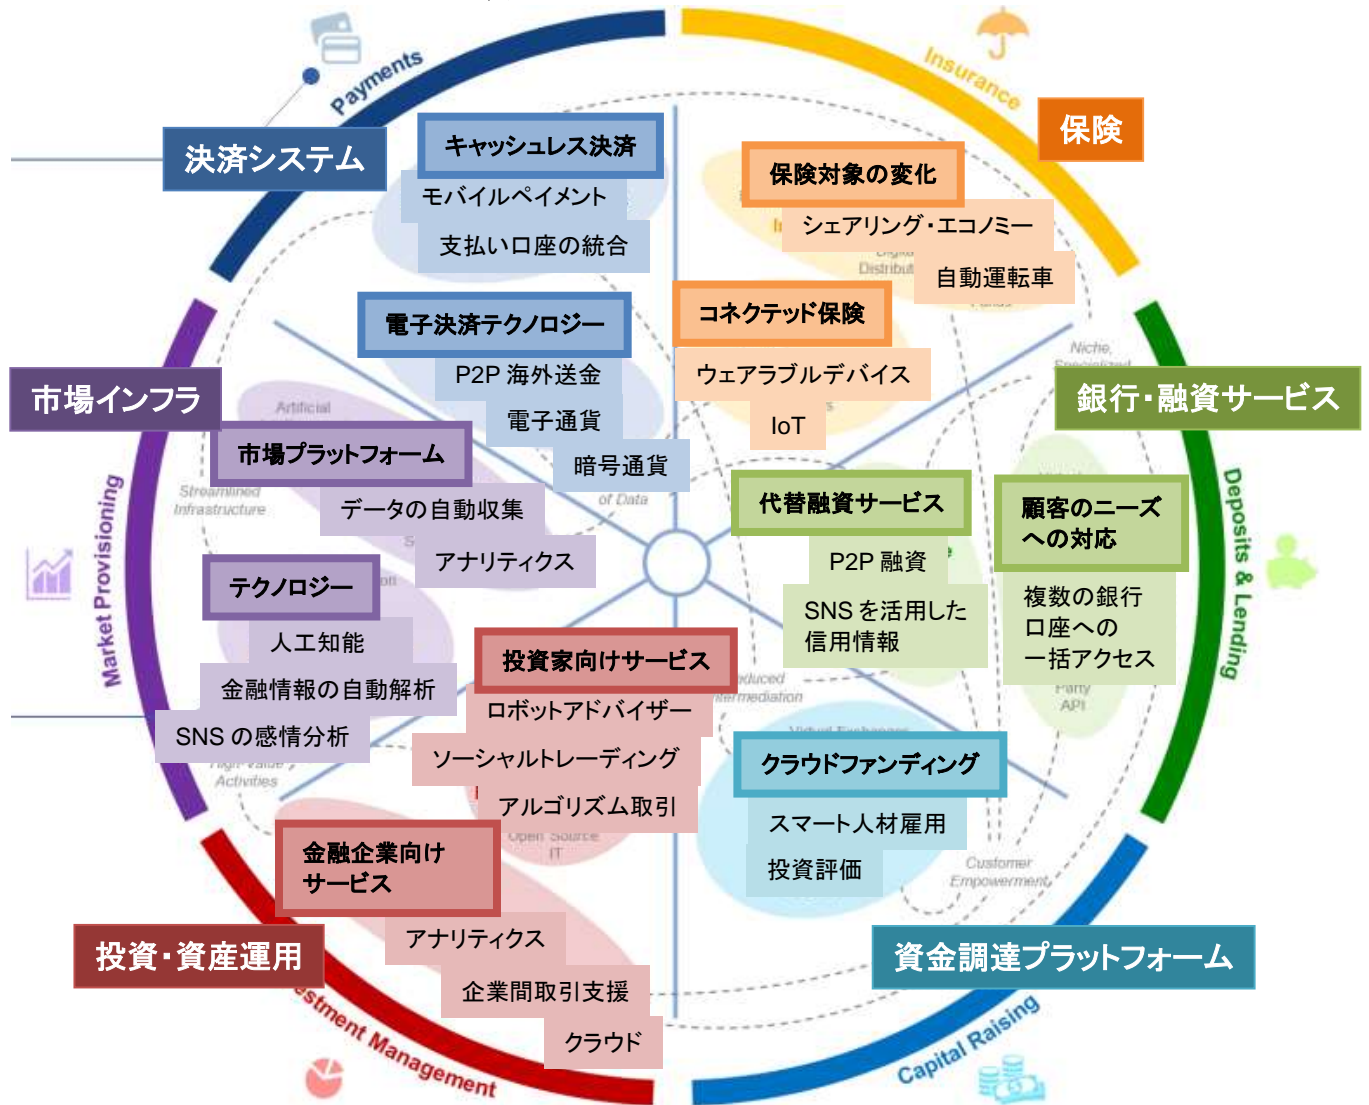 Payments
Insurance
決済システム
保険
キャッシュレス決済
モバイルペイメント
支払い口座の統合
保険対象の変化
シェアリング・エコノミー
自動運転車
電子決済テクノロジー
P2P 海外送金
電子通貨
暗号通貨
コネクテッド保険
ウェアラブルデバイス
IoT
Niche,
市場インフラ
銀行・融資サービス
Artificial
市場プラットフォーム
データの自動収集
アナリティクス
Streamlined
Infrastructure
of Data
代替融資サービス
P2P 融資
SNS を活用した
信用情報
顧客のニーズ
への対応
複数の銀行
口座への
一括アクセス
Party
API
Market Provisioning
Deposits & Lending
テクノロジー
人工知能
金融情報の自動解析
SNS の感情分析
Activities
投資家向けサービス
ロボットアドバイザー
ソーシャルトレーディング
アルゴリズム取引
Open Source
IT
クラウドファンディング
スマート人材雇用
投資評価
Customer
Empowerment
金融企業向け
サービス
アナリティクス
企業間取引支援
クラウド
投資・資産運用
資金調達プラットフォーム
Management
Capital Raising